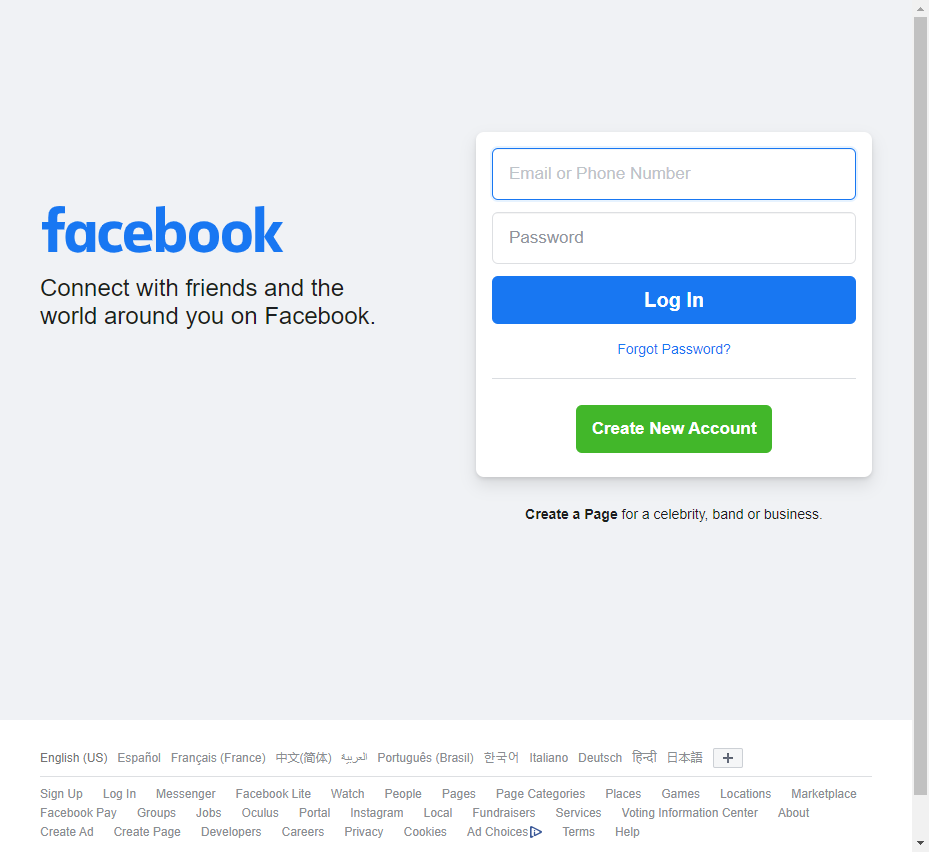 facebook
Connect with friends and the
world around you on Facebook.
Email or Phone Number
Password
Log In
Forgot Password?
Create New Account
Create a Page for a celebrity, band or business.
English (US) Español Français (France) 中文(简体) العربية Português (Brasil) 한국어 Italiano Deutsch हिन्दी 日本語
Sign Up Log In Messenger Facebook Lite Watch People Pages Page Categories Places Games Locations Marketplace
Facebook Pay Groups Jobs Oculus Portal Instagram Local Fundraisers Services Voting Information Center About
Create Ad Create Page Developers Careers Privacy Cookies Ad Choices Terms Help